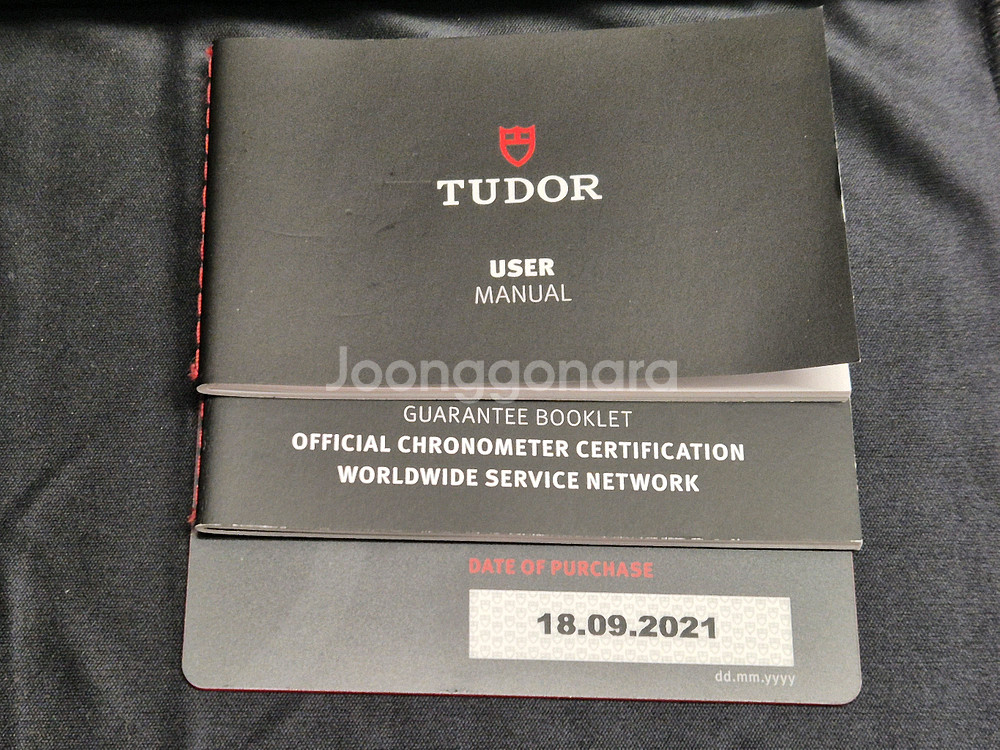 TUDOR
USER
MANUAL
Joonggonara
GUARANTEE BOOKLET
OFFICIAL CHRONOMETER CERTIFICATION
WORLDWIDE SERVICE NETWORK
DATE OF PURCHASE
18.09.2021
dd.mm.yyyy